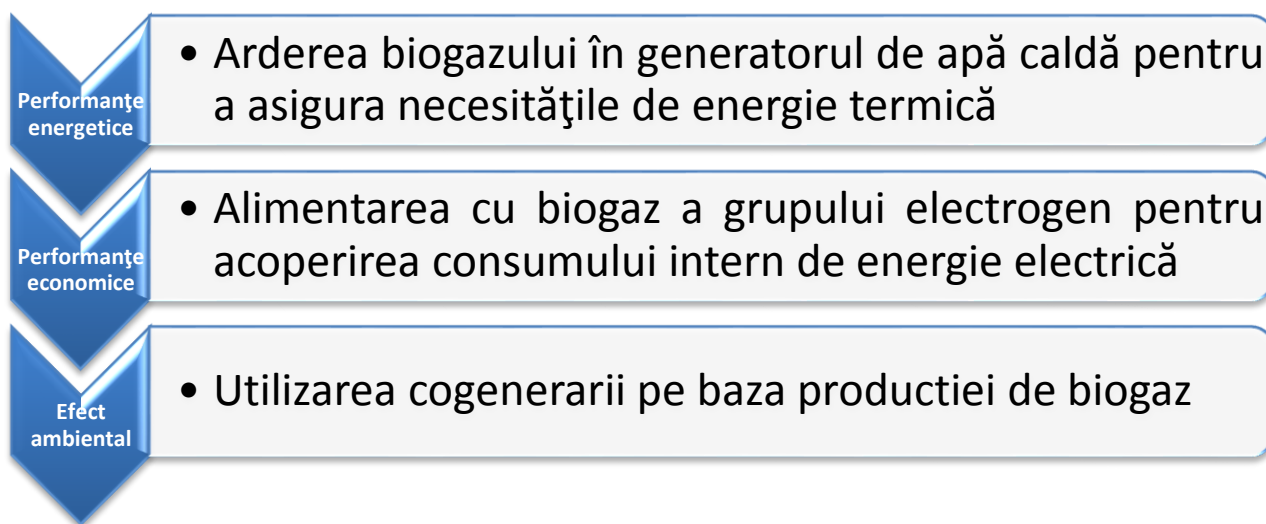 Performanţe
energetice
• Arderea biogazului în generatorul de apă caldă pentru
a asigura necesităţile de energie termică
Performanţe
economice
• Alimentarea cu biogaz a grupului electrogen pentru
acoperirea consumului intern de energie electrică
Efect
ambiental
• Utilizarea cogenerarii pe baza productiei de biogaz